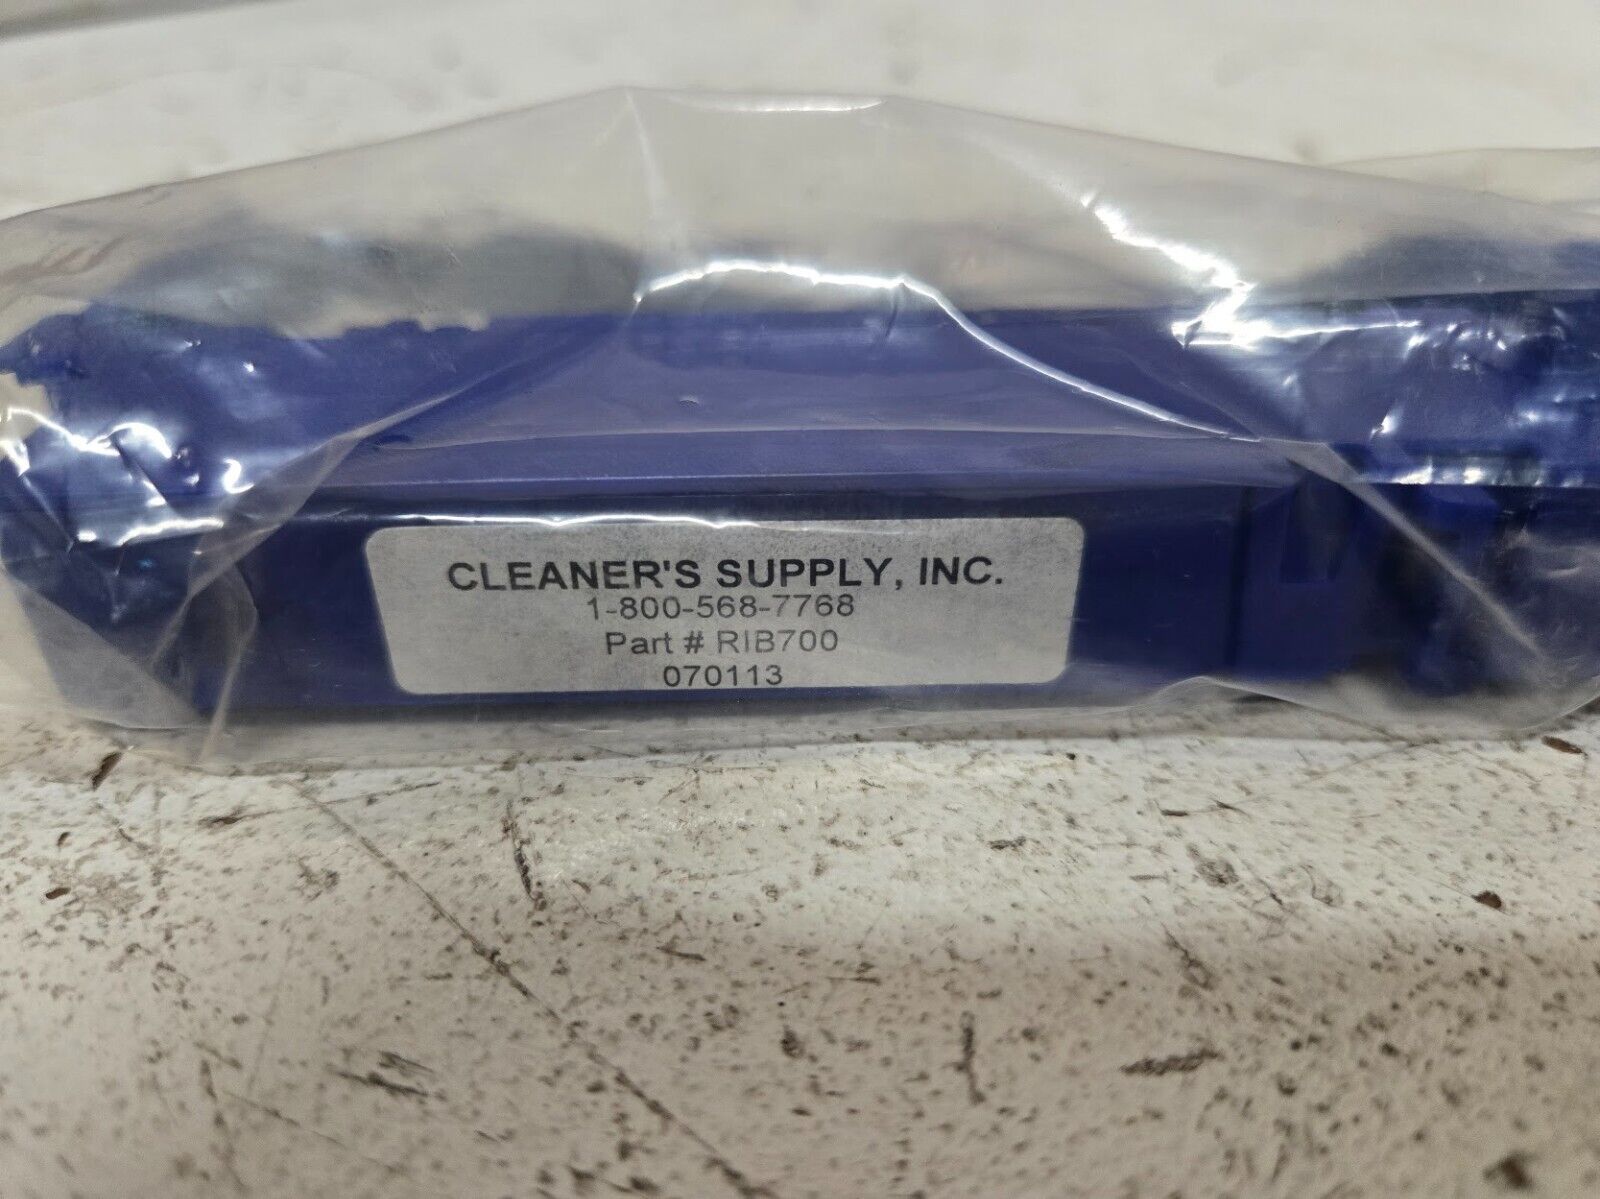 CLEANER'S SUPPLY, INC.
1-800-568-7768
Part # RIB700
070113